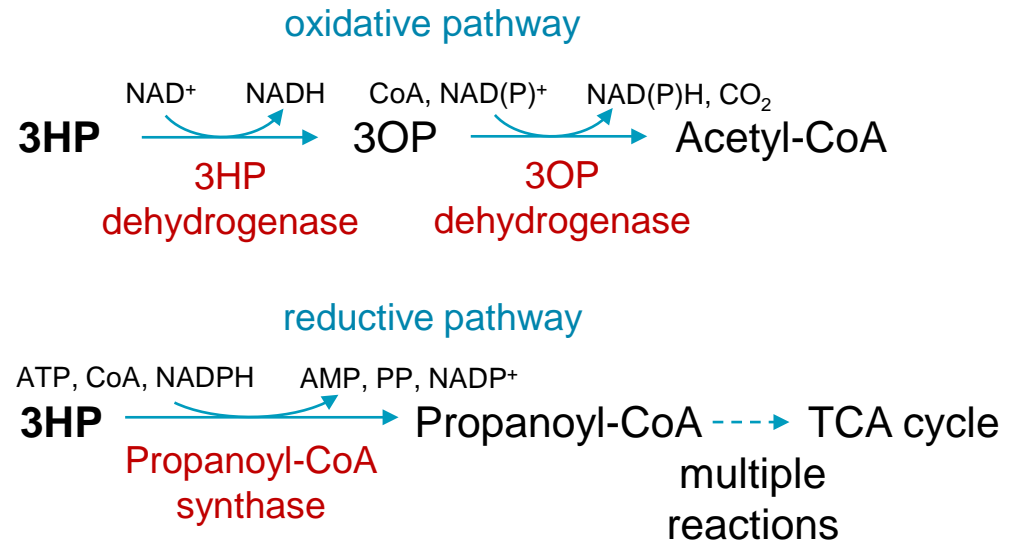 oxidative pathway
NAD⁺ NADH CoA, NAD(P)⁺ NAD(P)H, CO₂
3HP 3OP Acetyl-CoA
3HP 3OP
dehydrogenase dehydrogenase
reductive pathway
ATP, CoA, NADPH AMP, PP, NADP⁺
3HP Propanoyl-CoA TCA cycle
Propanoyl-CoA multiple
synthase reactions